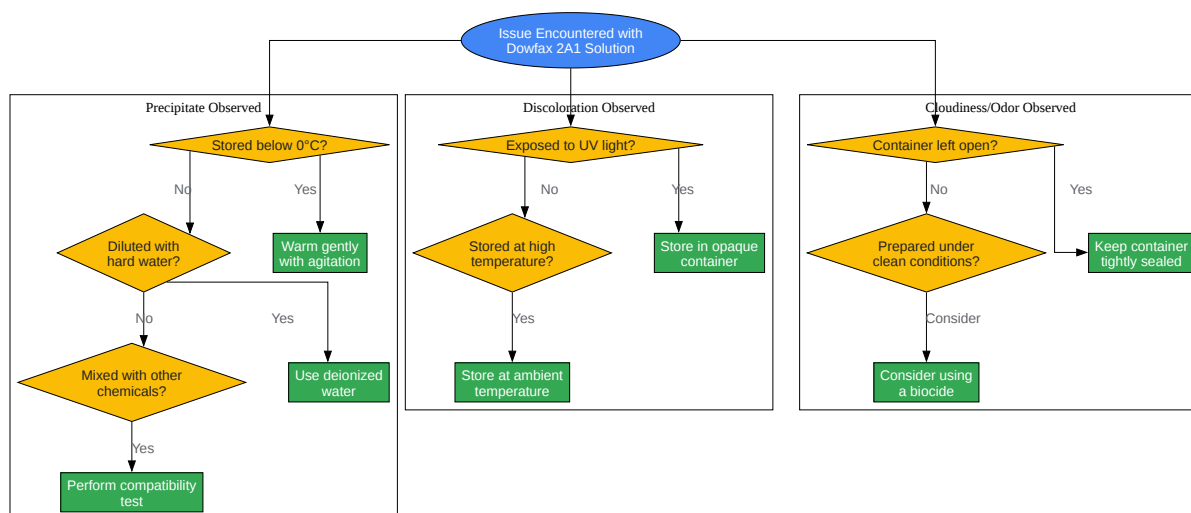 Issue Encountered with
Dowfax 2A1 Solution
Precipitate Observed
Discoloration Observed
Cloudiness/Odor Observed
Stored below 0°C?
Exposed to UV light?
Container left open?
No
Yes
No
Yes
No
Yes
Diluted with
hard water?
Warm gently
with agitation
Stored at high
temperature?
Store in opaque
container
Prepared under
clean conditions?
Keep container
tightly sealed
No
Yes
Yes
Consider
Mixed with other
chemicals?
Use deionized
water
Store at ambient
temperature
Consider using
a biocide
Yes
Perform compatibility
test